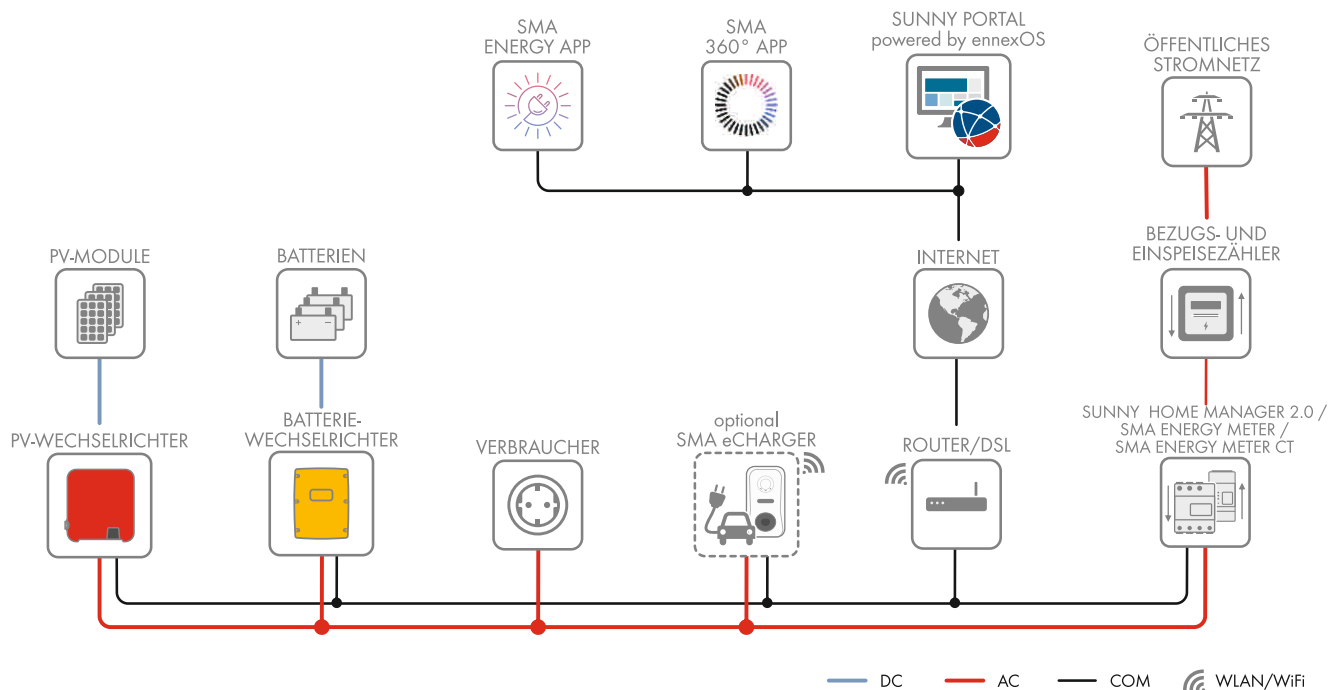 SMA
ENERGY APP
SMA
360° APP
SUNNY PORTAL
powered by ennexOS
ÖFFENTLICHES
STROMNETZ
PV-MODULE
BATTERIEN
INTERNET
BEZUGS- UND
EINSPEISEZÄHLER
PV-WECHSELRICHTER
BATTERIE-
WECHSELRICHTER
VERBRAUCHER
optional
SMA eCHARGER
ROUTER/DSL
SUNNY HOME MANAGER 2.0 /
SMA ENERGY METER /
SMA ENERGY METER CT
DC
AC
COM
WLAN/WiFi